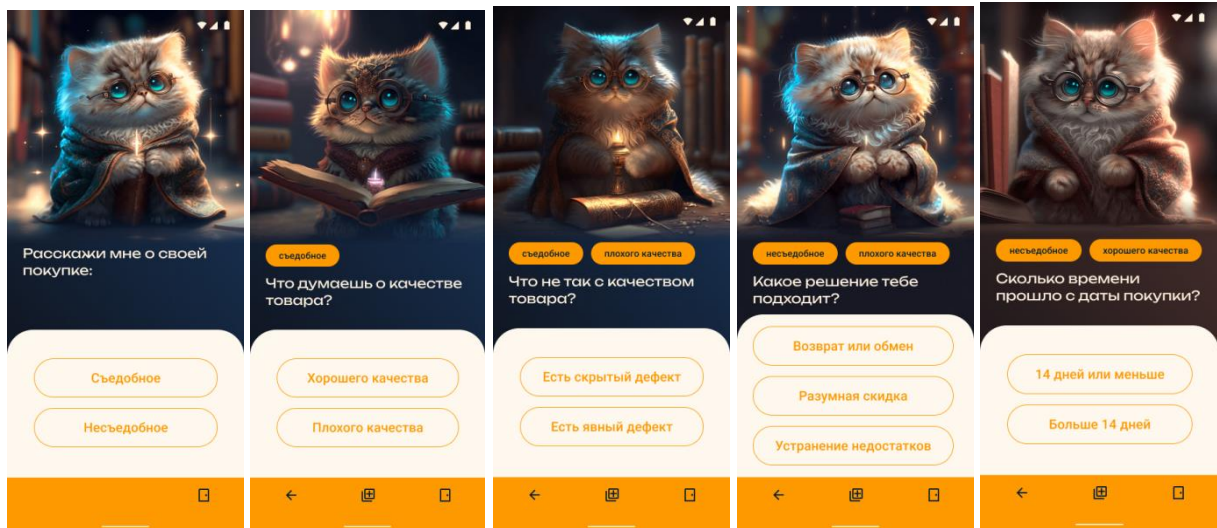 Расскажи мне о своей
покупке:
Съедобное
Несъедобное
съедобное
Что думаешь о качестве
товара?
Хорошего качества
Плохого качества
съедобное
плохого качества
Что не так с качеством
товара?
Есть скрытый дефект
Есть явный дефект
несъедобное
плохого качества
Какое решение тебе
подходит?
Возврат или обмен
Разумная скидка
Устранение недостатков
несъедобное
хорошего качества
Сколько времени
прошло с даты покупки?
14 дней или меньше
Больше 14 дней